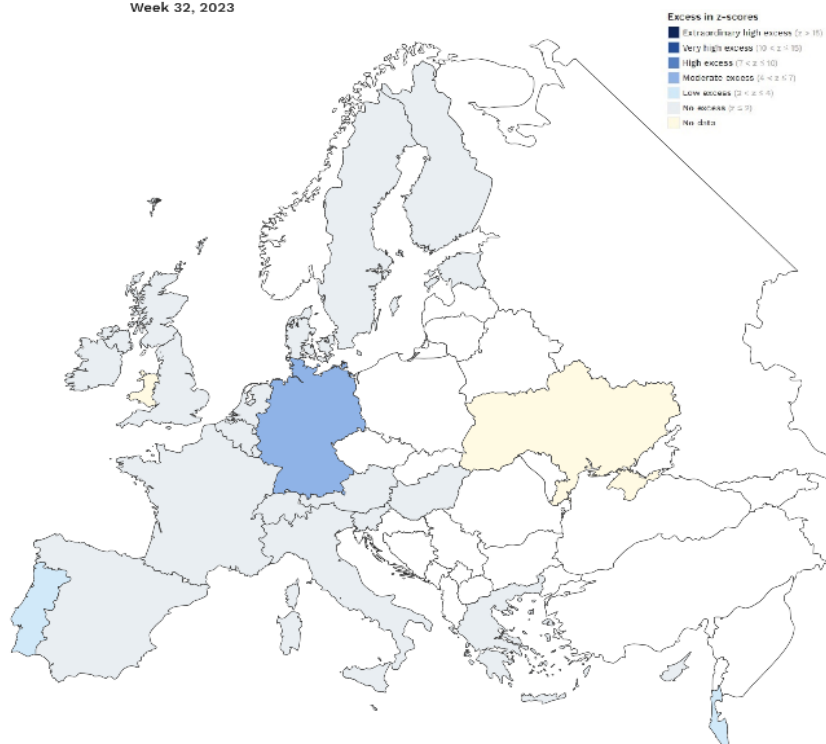 Week 32, 2023
Excess in z-scores
Extraordinary high excess (z > 15)
Very high excess (10 < z ≤ 15)
High excess (7 < z ≤ 10)
Moderate excess (4 < z ≤ 7)
Low excess (2 < z ≤ 4)
No excess (z ≤ 2)
No data